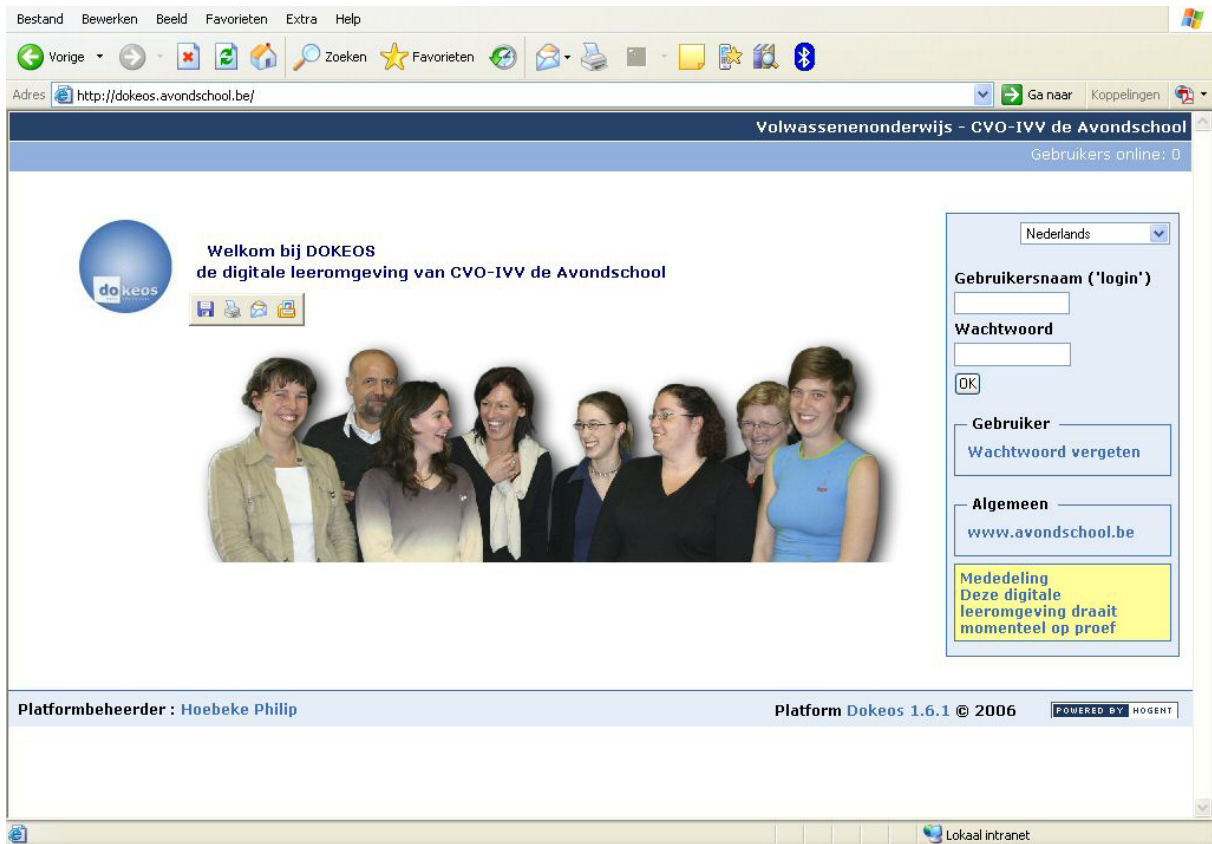 Bestand Bewerken Beeld Favorieten Extra Help
Vorige Zoeken Favorieten
Adres http://dokeos.avondschool.be/ Ga naar Koppelingen
Volwassenenonderwijs - CVO-IVV de Avondschool
Gebruikers online: 0
dokeos
Welkom bij DOKEOS
de digitale leeromgeving van CVO-IVV de Avondschool
Nederlands
Gebruikersnaam ('login')
Wachtwoord
OK
Gebruiker
Wachtwoord vergeten
Algemeen
www.avondschool.be
Mededeling
Deze digitale
leeromgeving draait
momenteel op proef
Platformbeheerder : Hoebeke Philip
Platform Dokeos 1.6.1 © 2006
POWERED BY HOGENT
Lokaal intranet